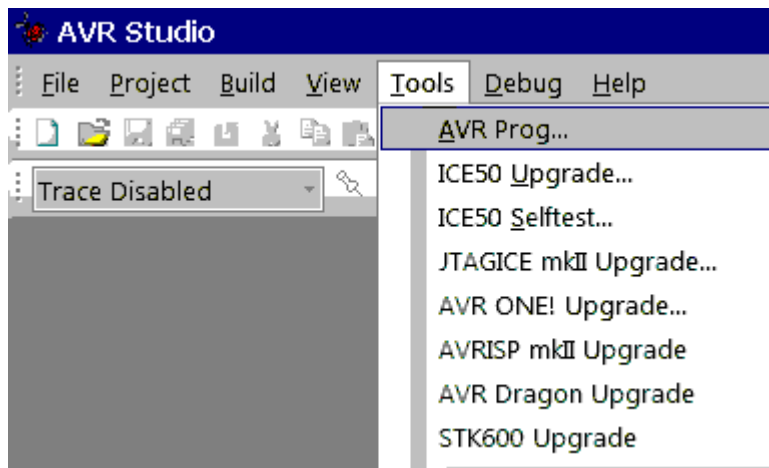 AVR Studio
File Project Build View Tools Debug Help
AVR Prog...
Trace Disabled
ICE50 Upgrade...
ICE50 Selftest...
JTAGICE mkII Upgrade...
AVR ONE! Upgrade...
AVRISP mkII Upgrade
AVR Dragon Upgrade
STK600 Upgrade